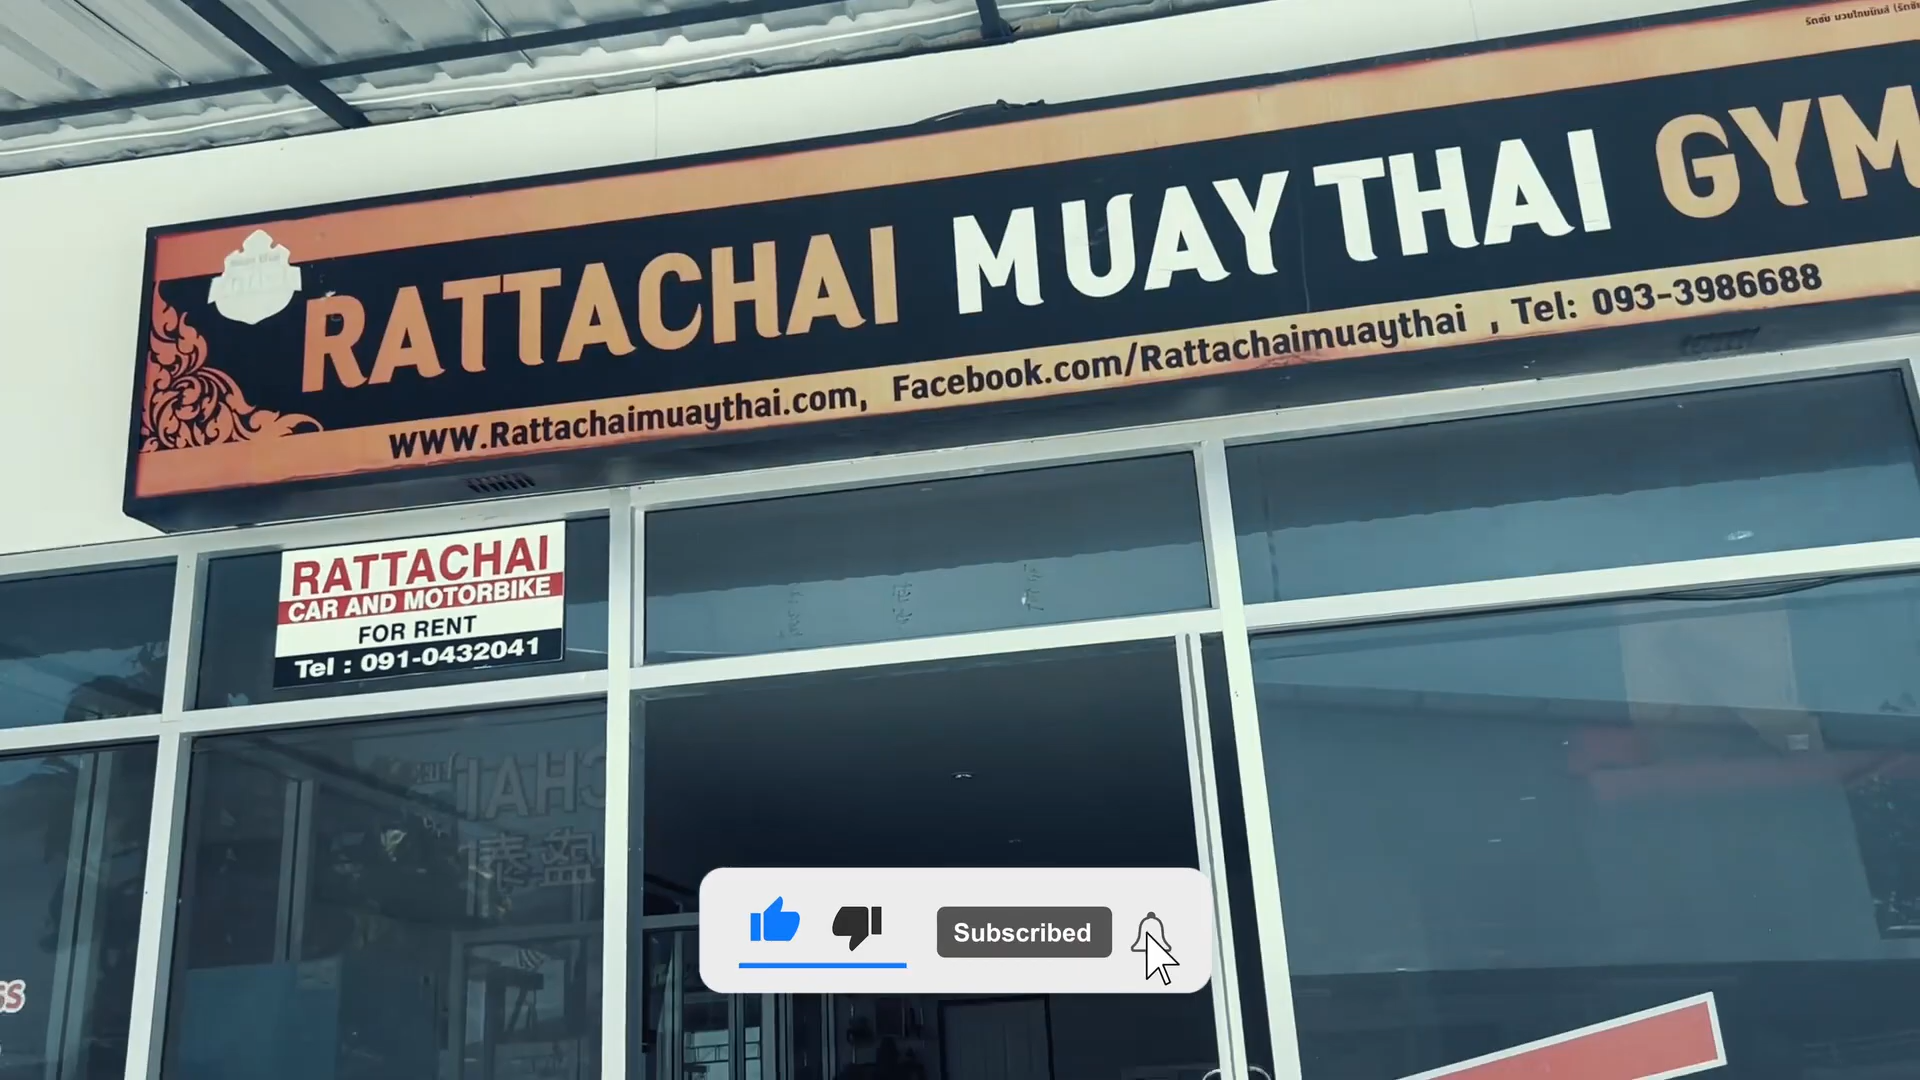 RATTACHAI MUAY THAI GYM
www.Rattachaimuaythai.com, Facebook.com/Rattachaimuaythai , Tel: 093-3986688
RATTACHAI
CAR AND MOTORBIKE
FOR RENT
Tel : 091-0432041
Subscribed